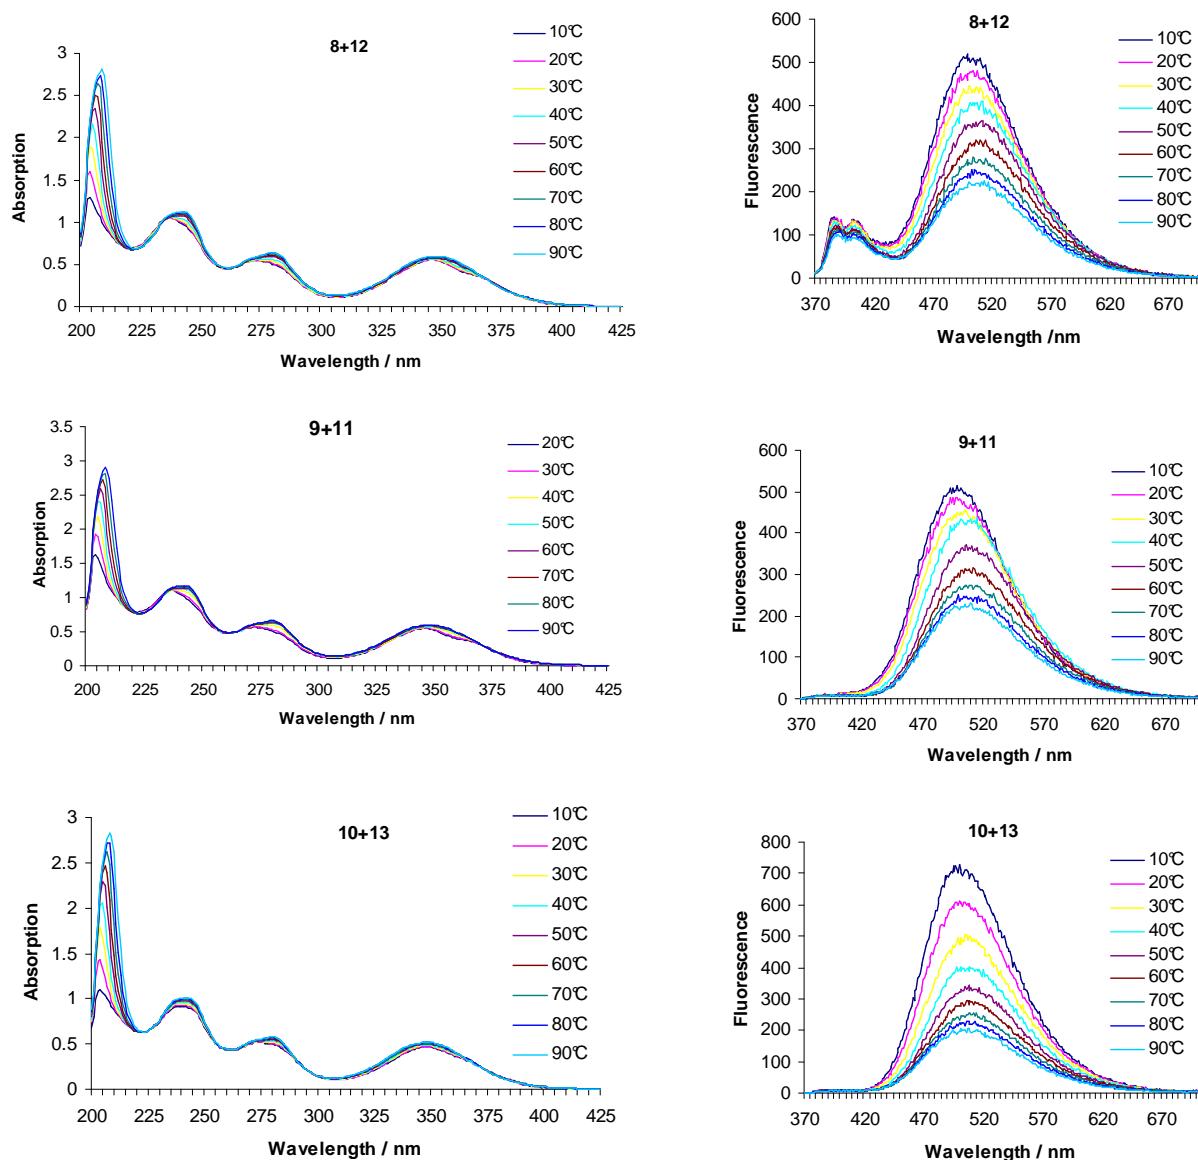 8+12
Absorption
3
2.5
2
1.5
1
0.5
0
200 225 250 275 300 325 350 375 400 425
Wavelength / nm
10°C
20°C
30°C
40°C
50°C
60°C
70°C
80°C
90°C
8+12
Fluorescence
600
500
400
300
200
100
0
370 420 470 520 570 620 670
Wavelength /nm
10°C
20°C
30°C
40°C
50°C
60°C
70°C
80°C
90°C
9+11
Absorption
3.5
3
2.5
2
1.5
1
0.5
0
200 225 250 275 300 325 350 375 400 425
Wavelength / nm
20°C
30°C
40°C
50°C
60°C
70°C
80°C
90°C
9+11
Fluorescence
600
500
400
300
200
100
0
370 420 470 520 570 620 670
Wavelength / nm
10°C
20°C
30°C
40°C
50°C
60°C
70°C
80°C
90°C
10+13
Absorption
3
2.5
2
1.5
1
0.5
0
200 225 250 275 300 325 350 375 400 425
Wavelength / nm
10°C
20°C
30°C
40°C
50°C
60°C
70°C
80°C
90°C
10+13
Fluorescence
800
700
600
500
400
300
200
100
0
370 420 470 520 570 620 670
Wavelength / nm
10°C
20°C
30°C
40°C
50°C
60°C
70°C
80°C
90°C